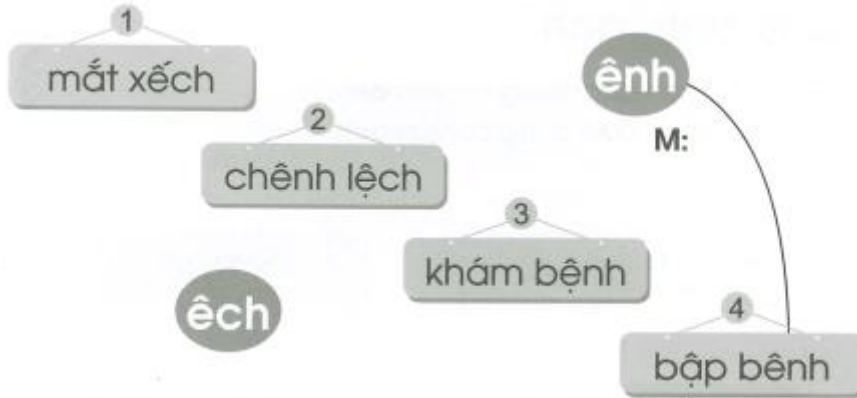 1
mắt xếch
ênh
M:
2
chênh lệch
3
khám bệnh
êch
4
bập bênh